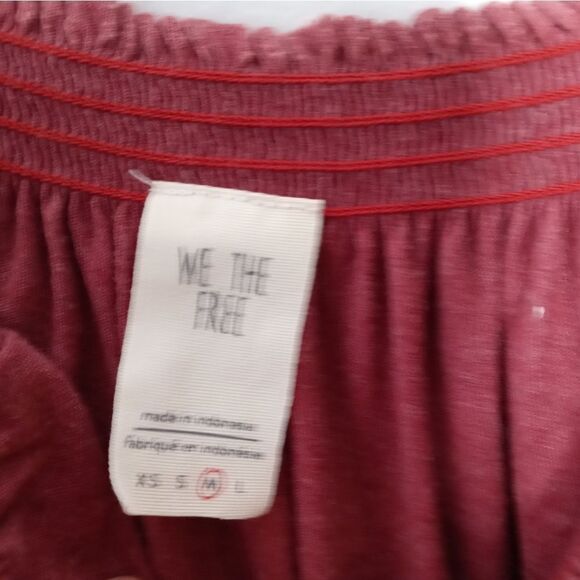 WE THE
FREE
made in indonesia
fabriqué en indonésie
XS S M L